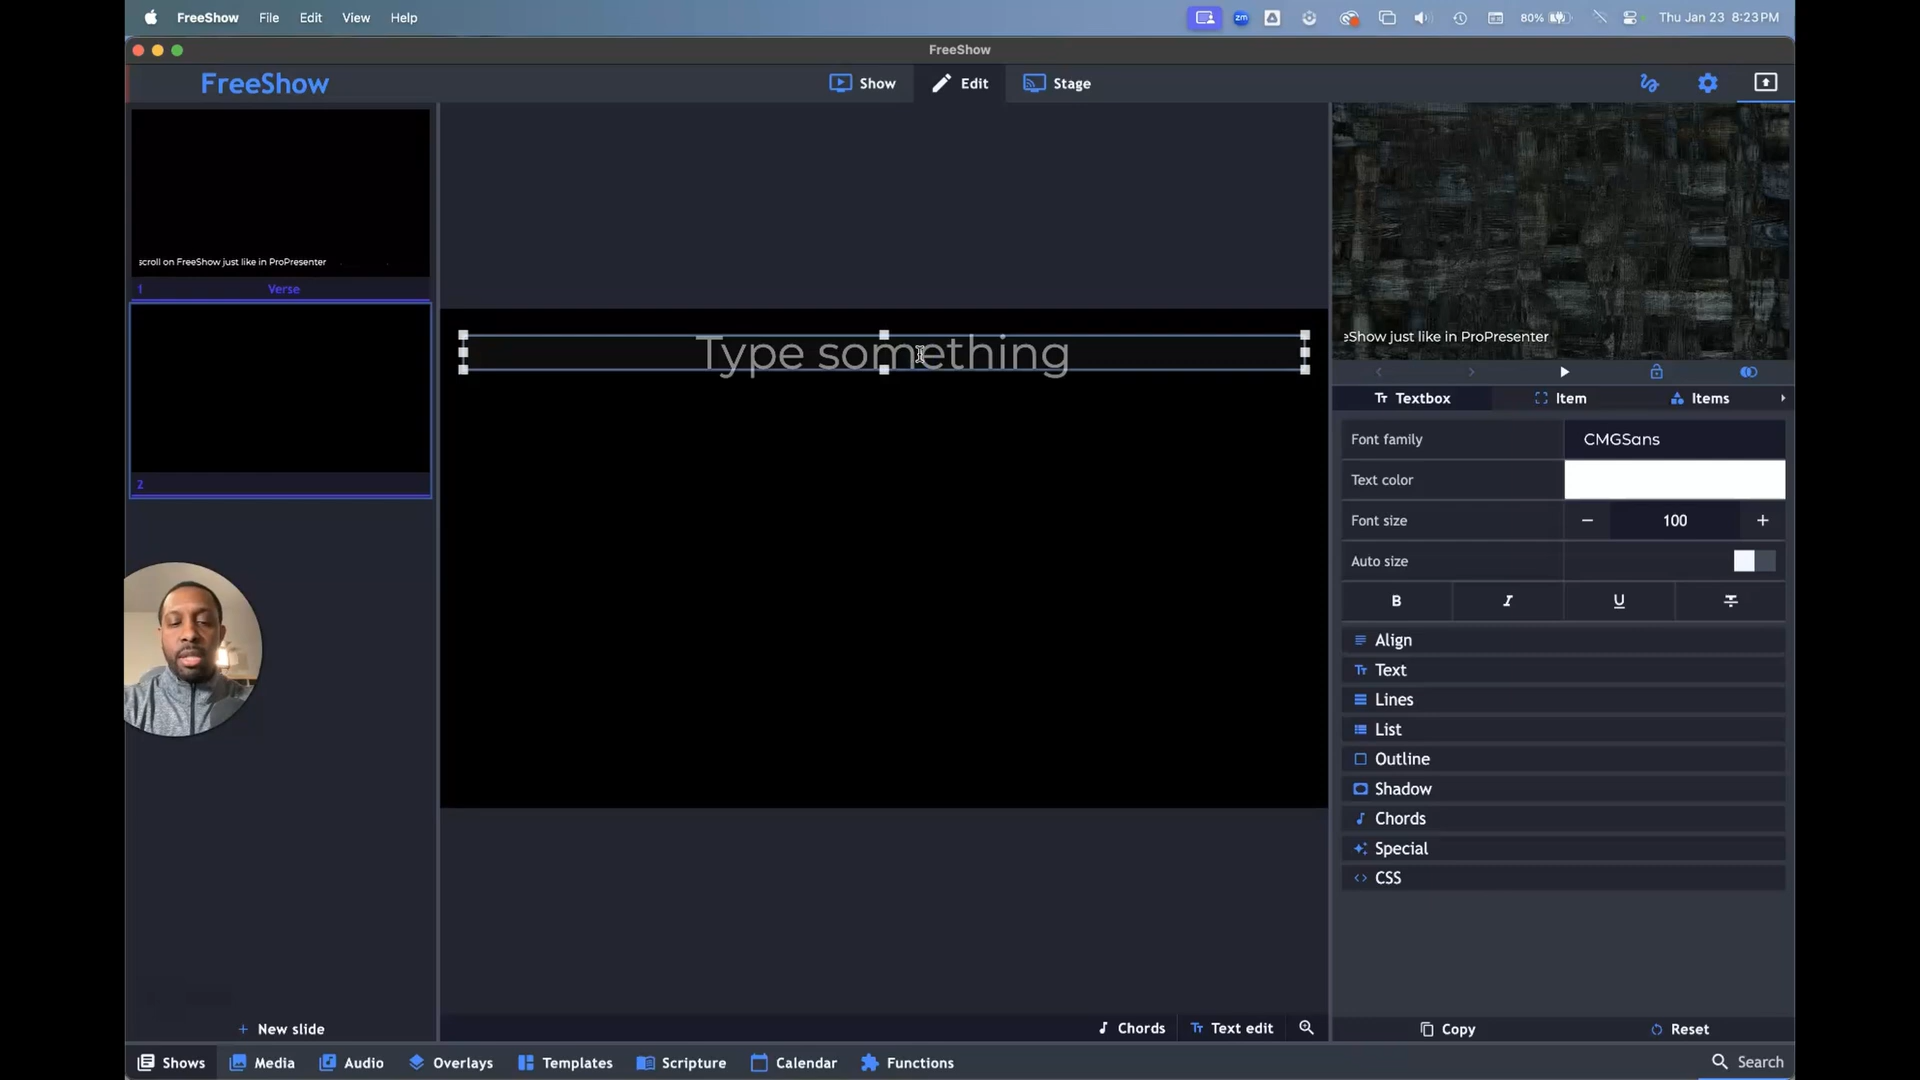 FreeShow File Edit View Help
zm
80%
Thu Jan 23 8:23 PM
FreeShow
FreeShow
Show
Edit
Stage
scroll on FreeShow just like in ProPresenter
1 Verse
2
Type something
eShow just like in ProPresenter
Textbox
Item
Items
Font family CMGSans
Text color
Font size − 100 +
Auto size
B I U T
Align
Text
Lines
List
Outline
Shadow
Chords
Special
CSS
+ New slide
Chords
Text edit
Copy
Reset
Shows
Media
Audio
Overlays
Templates
Scripture
Calendar
Functions
Search